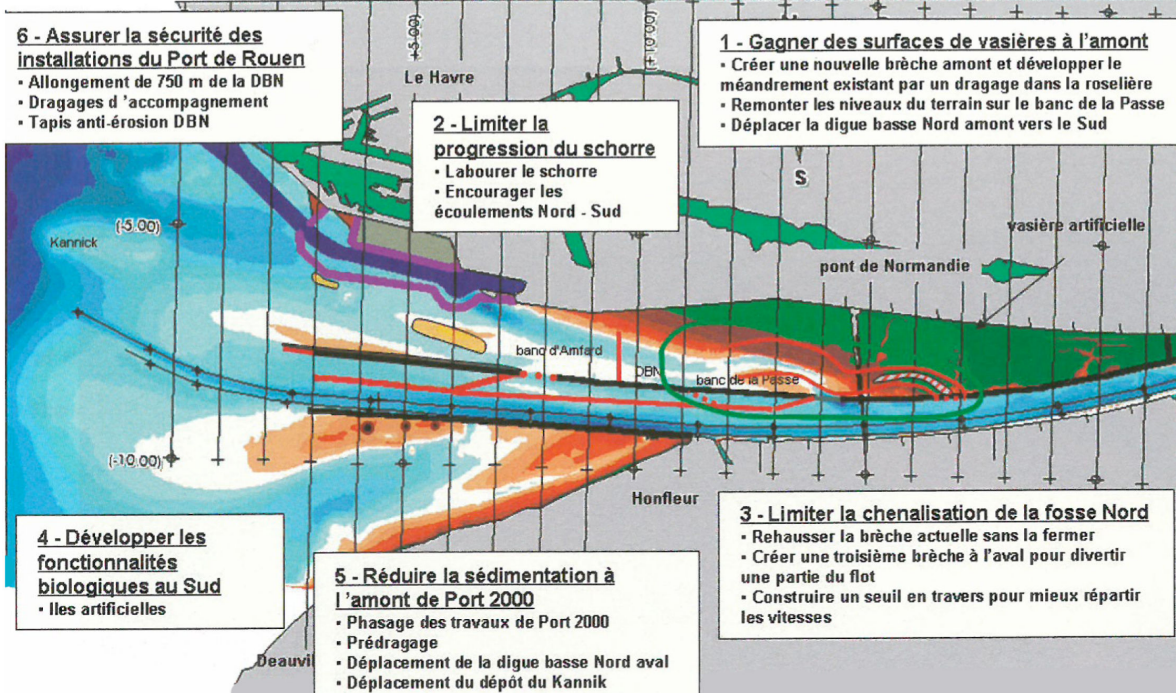 6 - Assurer la sécurité des
installations du Port de Rouen
• Allongement de 750 m de la DBN
• Dragages d 'accompagnement
• Tapis anti-érosion DBN
+5.00)
(+10.00)
Le Havre
2 - Limiter la
progression du schorre
• Labourer le schorre
• Encourager les
écoulements Nord - Sud
1 - Gagner des surfaces de vasières à l'amont
• Créer une nouvelle brèche amont et développer le
méandrement existant par un dragage dans la roselière
• Remonter les niveaux du terrain sur le banc de la Passe
• Déplacer la digue basse Nord amont vers le Sud
S
Kannick
(-5.00)
vasière artificielle
pont de Normandie
banc d'Amfard
DBN
banc de la Passe
(-10.00)
Honfleur
4 - Développer les
fonctionnalités
biologiques au Sud
• Iles artificielles
5 - Réduire la sédimentation à
l 'amont de Port 2000
• Phasage des travaux de Port 2000
• Prédragage
• Déplacement de la digue basse Nord aval
• Déplacement du dépôt du Kannik
3 - Limiter la chenalisation de la fosse Nord
• Rehausser la brèche actuelle sans la fermer
• Créer une troisième brèche à l'aval pour divertir
une partie du flot
• Construire un seuil en travers pour mieux répartir
les vitesses
Deauvil